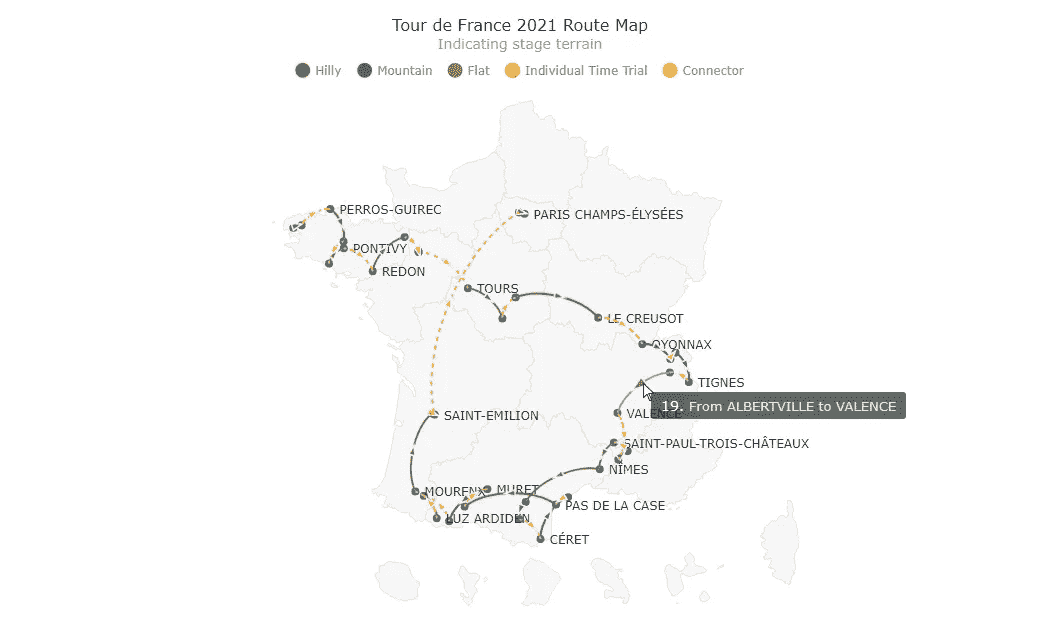 Tour de France 2021 Route Map
Indicating stage terrain
Hilly Mountain Flat Individual Time Trial Connector
PERROS-GUIREC
PARIS CHAMPS-ÉLYSÉES
PONTIVY
REDON
TOURS
LE CREUSOT
OYONNAX
TIGNES
19. From ALBERTVILLE to VALENCE
VALENCE
SAINT-EMILION
SAINT-PAUL-TROIS-CHÂTEAUX
NIMES
MOURENX
MURET
PAS DE LA CASE
LUZ ARDIDEN
CÉRET